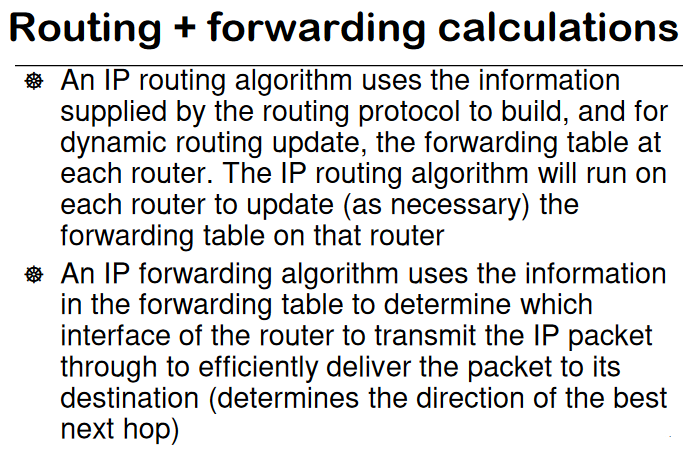 Routing + forwarding calculations
An IP routing algorithm uses the information
supplied by the routing protocol to build, and for
dynamic routing update, the forwarding table at
each router. The IP routing algorithm will run on
each router to update (as necessary) the
forwarding table on that router
An IP forwarding algorithm uses the information
in the forwarding table to determine which
interface of the router to transmit the IP packet
through to efficiently deliver the packet to its
destination (determines the direction of the best
next hop)